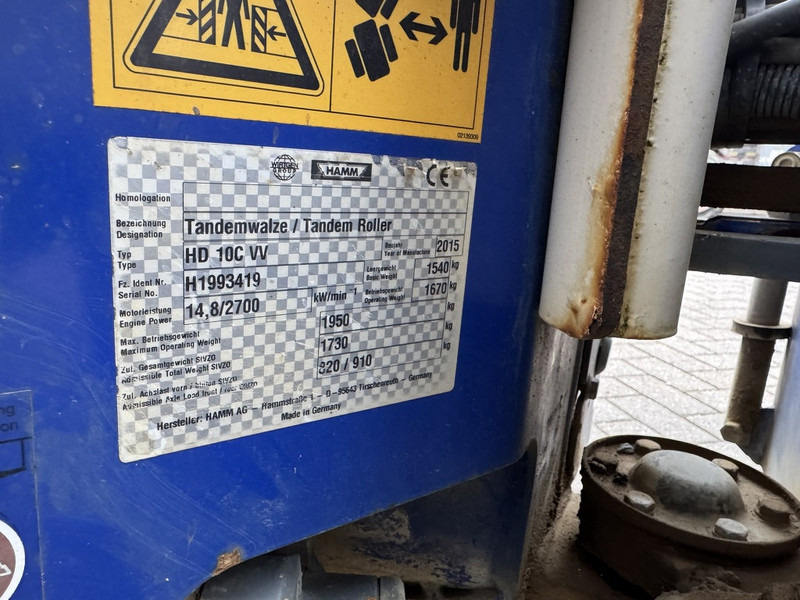 02139309
WIRTGEN GROUP HAMM CE
Homologation
Bezeichnung
Designation
Tandemwalze / Tandem Roller
Typ
Type
HD 10C VV
Baujahr
Year of Manufacture
2015
Fz. Ident Nr.
Serial No.
H1993419
Leergewicht
Basic Weight
1540 kg
Motorleistung
Engine Power
14,8/2700 kW/min⁻¹
Betriebsgewicht
Operating Weight
1670 kg
Max. Betriebsgewicht
Maximum Operating Weight
1950 kg
Zul. Gesamtgewicht StVZO
Admissible Total Weight StVZO
1730 kg
Zul. Achslast vorn /
Admissible Axle Load front /
820 / 910 kg
Hersteller: HAMM AG – Hammstraße 1 – D-95643 Tirschenreuth – Germany
Made in Germany